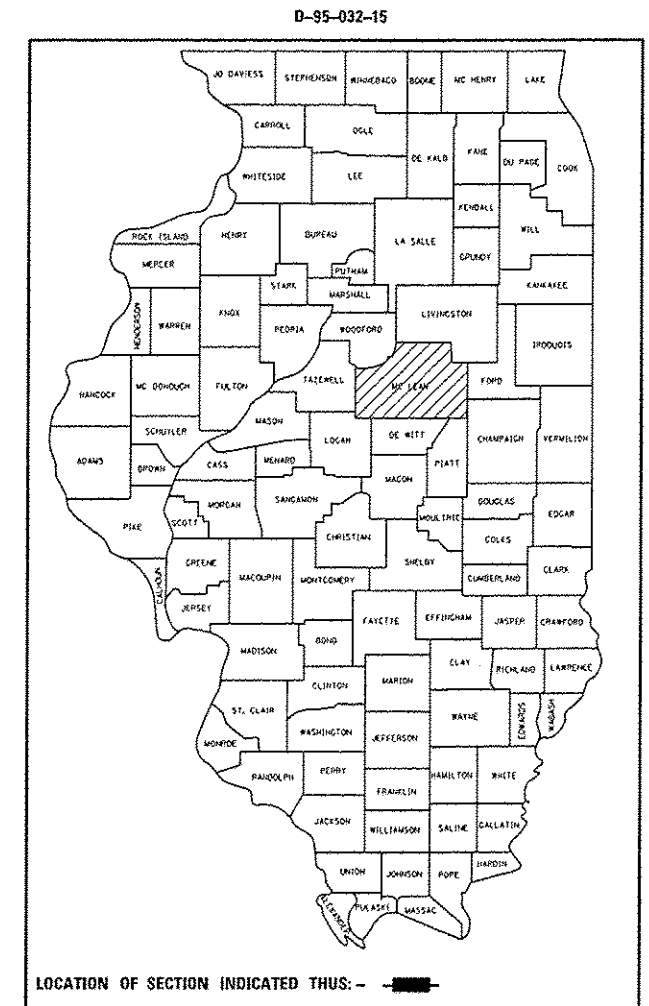 D-95-032-15
JO DAVIESS STEPHENSON WINNEBAGO BOONE MC HENRY LAKE
CARROLL OGLE DE KALB KANE DU PAGE COOK
WHITESIDE LEE
KENDALL WILL
ROCK ISLAND HENRY BUREAU LA SALLE GRUNDY
MERCER PUTNAM KANKAKEE
STARK MARSHALL
HENDERSON WARREN KNOX PEORIA WOODFORD LIVINGSTON IROQUOIS
HANCOCK MC DONOUGH FULTON TAZEWELL MC LEAN FORD
MASON
SCHUYLER LOGAN DE WITT CHAMPAIGN VERMILION
ADAMS BROWN CASS MENARD PIATT
MACON
MORGAN SANGAMON DOUGLAS EDGAR
PIKE SCOTT CHRISTIAN MOULTRIE COLES
CALHOUN GREENE MACOUPIN MONTGOMERY SHELBY CUMBERLAND CLARK
JERSEY FAYETTE EFFINGHAM JASPER CRAWFORD
MADISON BOND
CLAY RICHLAND LAWRENCE
CLINTON MARION
ST. CLAIR WAYNE EDWARDS WABASH
MONROE WASHINGTON JEFFERSON
RANDOLPH PERRY HAMILTON WHITE
FRANKLIN
JACKSON WILLIAMSON SALINE GALLATIN
UNION JOHNSON POPE HARDIN
ALEXANDER PULASKI MASSAC
LOCATION OF SECTION INDICATED THUS: -